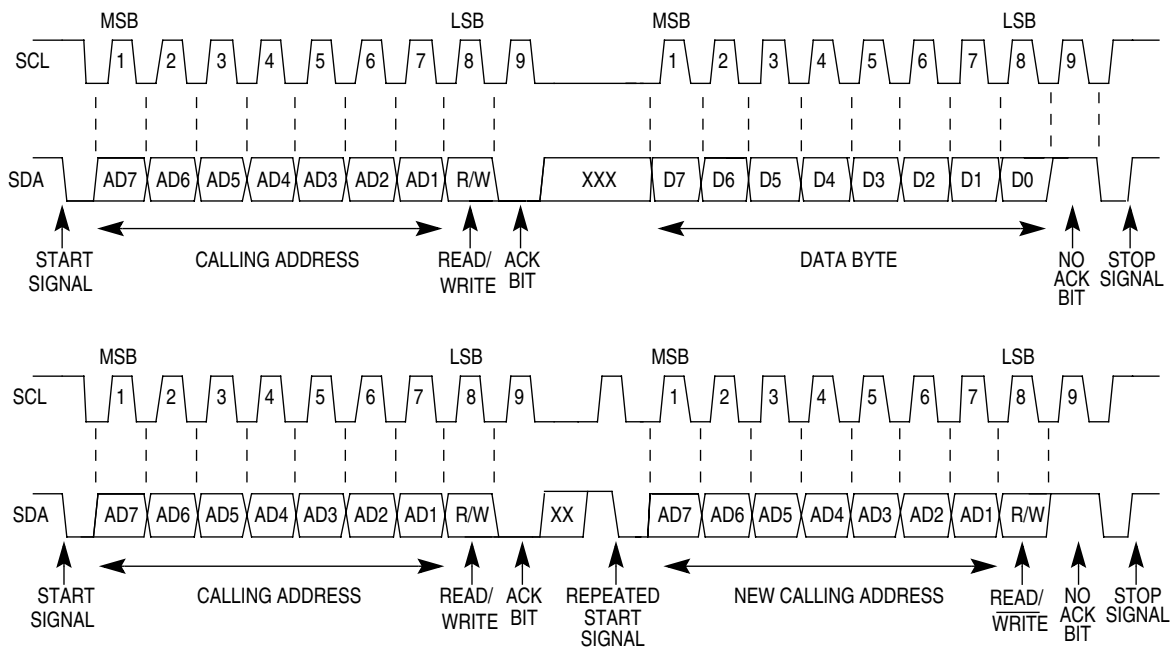 MSB LSB MSB LSB
SCL 1 2 3 4 5 6 7 8 9 1 2 3 4 5 6 7 8 9
SDA AD7 AD6 AD5 AD4 AD3 AD2 AD1 R/W XXX D7 D6 D5 D4 D3 D2 D1 D0
START
SIGNAL
CALLING ADDRESS
READ/
WRITE
ACK
BIT
DATA BYTE
NO
ACK
BIT
STOP
SIGNAL
MSB LSB MSB LSB
SCL 1 2 3 4 5 6 7 8 9 1 2 3 4 5 6 7 8 9
SDA AD7 AD6 AD5 AD4 AD3 AD2 AD1 R/W XX AD7 AD6 AD5 AD4 AD3 AD2 AD1 R/W
START
SIGNAL
CALLING ADDRESS
READ/
WRITE
ACK
BIT
REPEATED
START
SIGNAL
NEW CALLING ADDRESS
READ/
WRITE
NO
ACK
BIT
STOP
SIGNAL